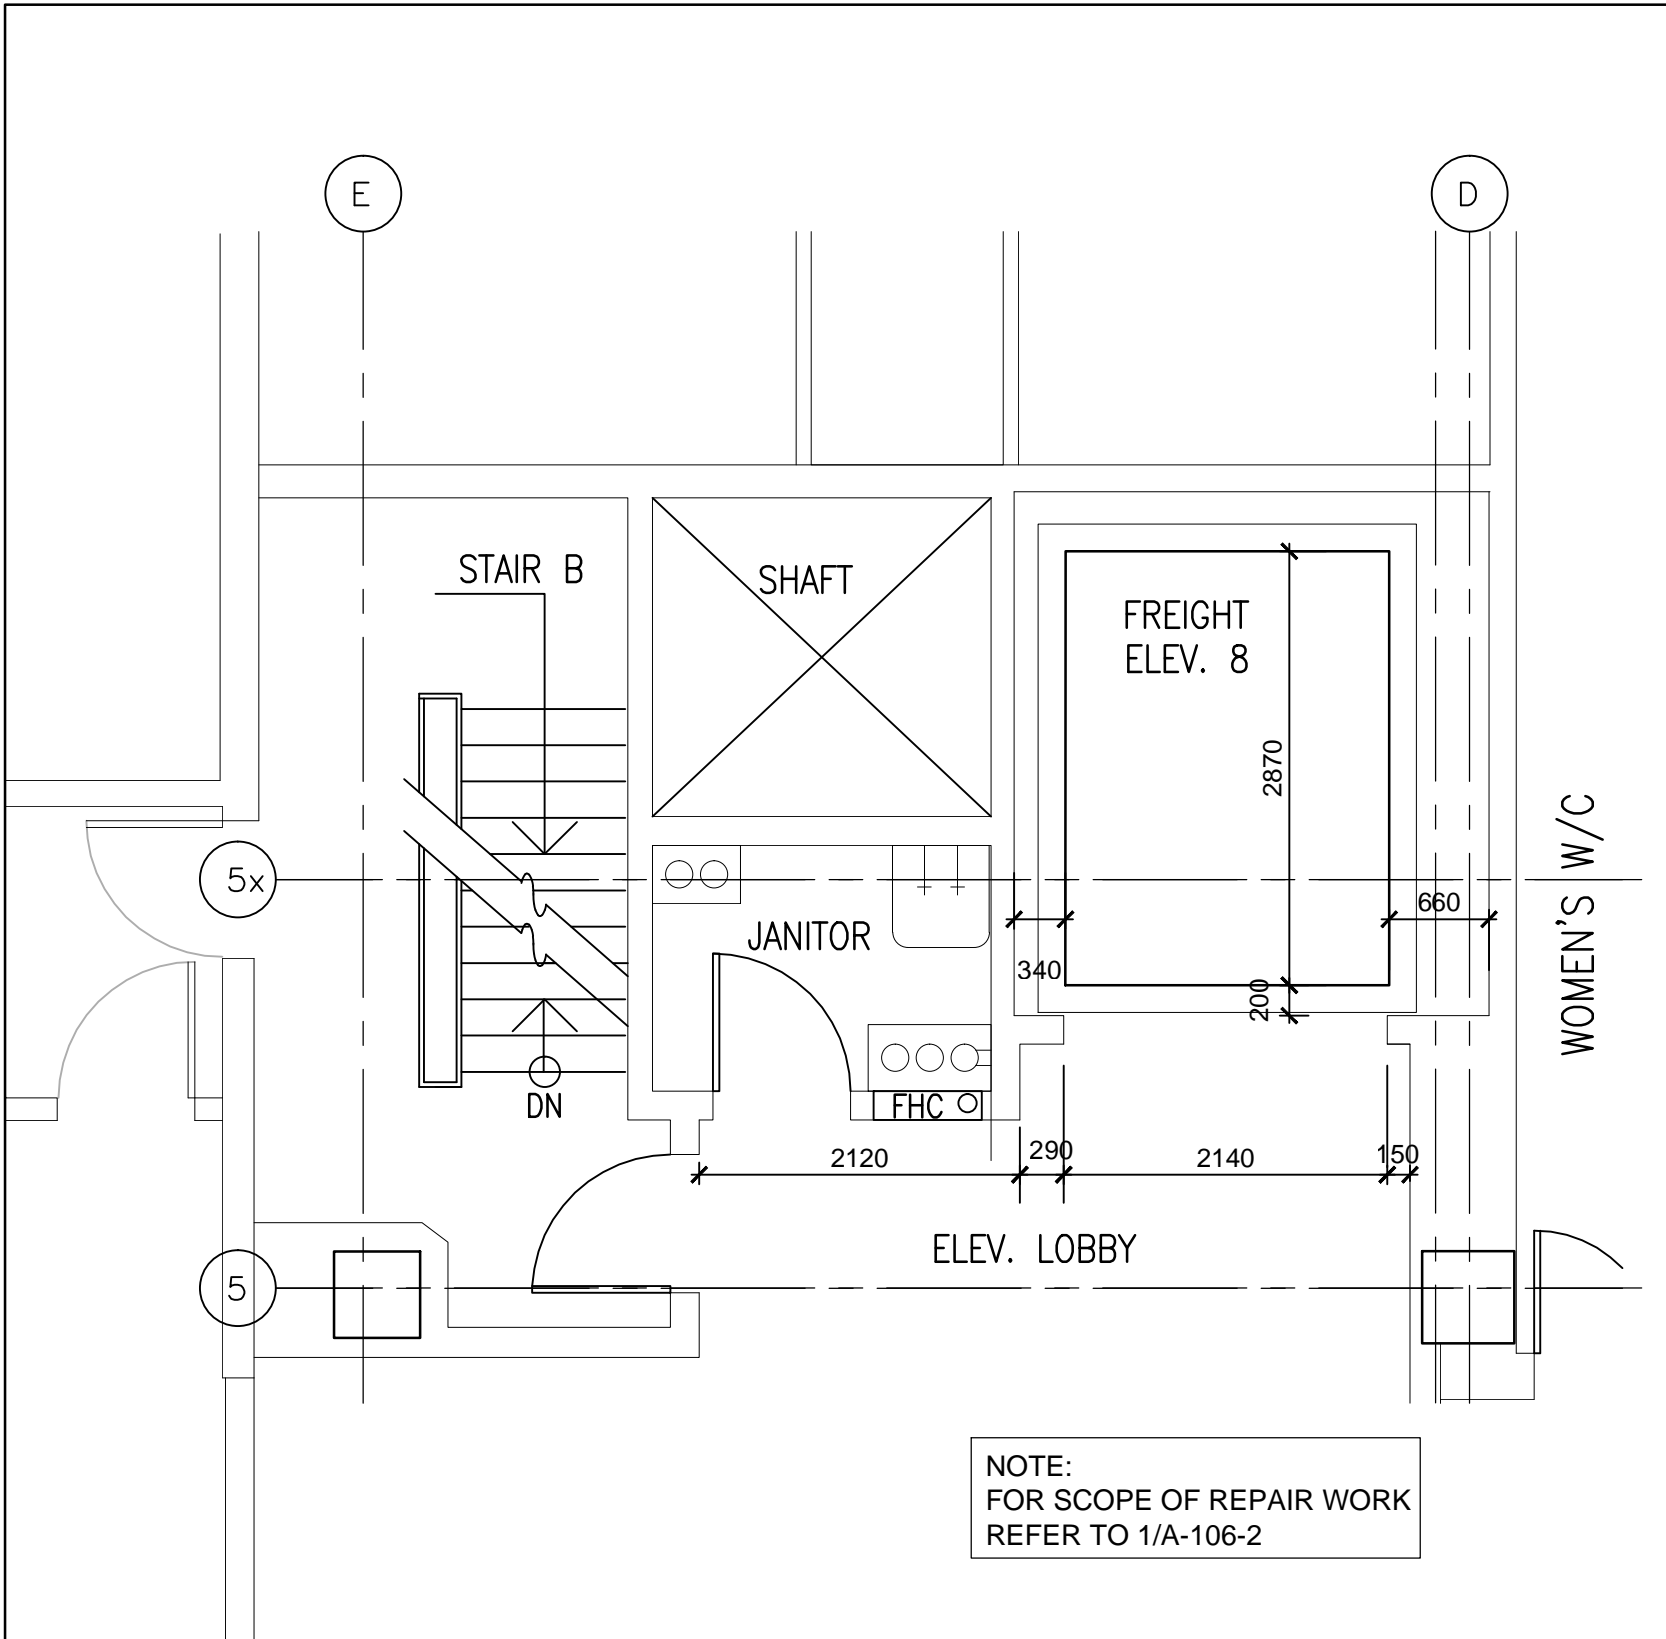 E
D
STAIR B
SHAFT
FREIGHT
ELEV. 8
2870
5x
660
WOMEN'S W/C
JANITOR
340
200
DN
FHC
2120
290
2140
150
ELEV. LOBBY
5
NOTE:
FOR SCOPE OF REPAIR WORK
REFER TO 1/A-106-2